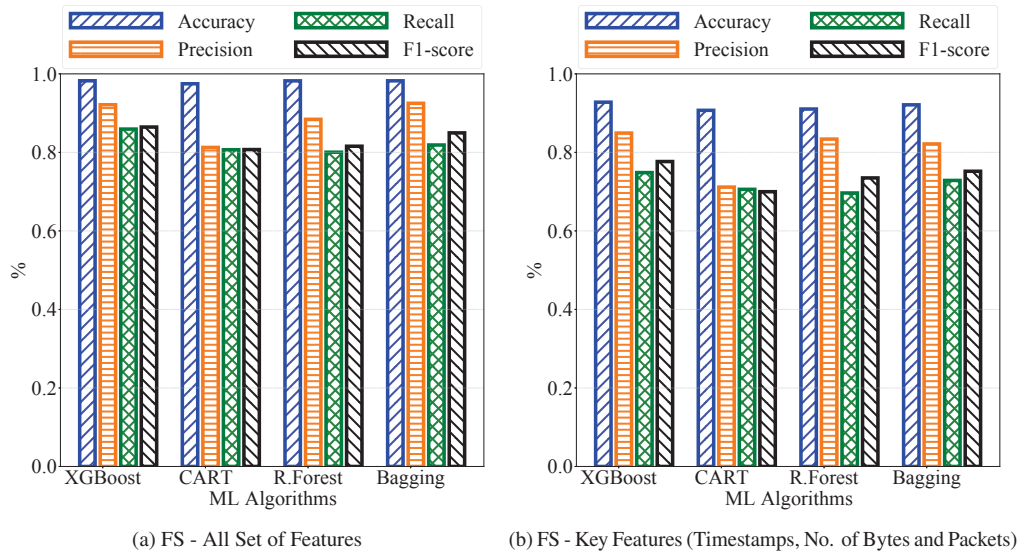 Accuracy
Precision
Recall
F1-score
1.0
0.8
0.6
0.4
0.2
0.0
%
XGBoost CART R.Forest Bagging
ML Algorithms
(a) FS - All Set of Features
Accuracy
Precision
Recall
F1-score
1.0
0.8
0.6
0.4
0.2
0.0
%
XGBoost CART R.Forest Bagging
ML Algorithms
(b) FS - Key Features (Timestamps, No. of Bytes and Packets)